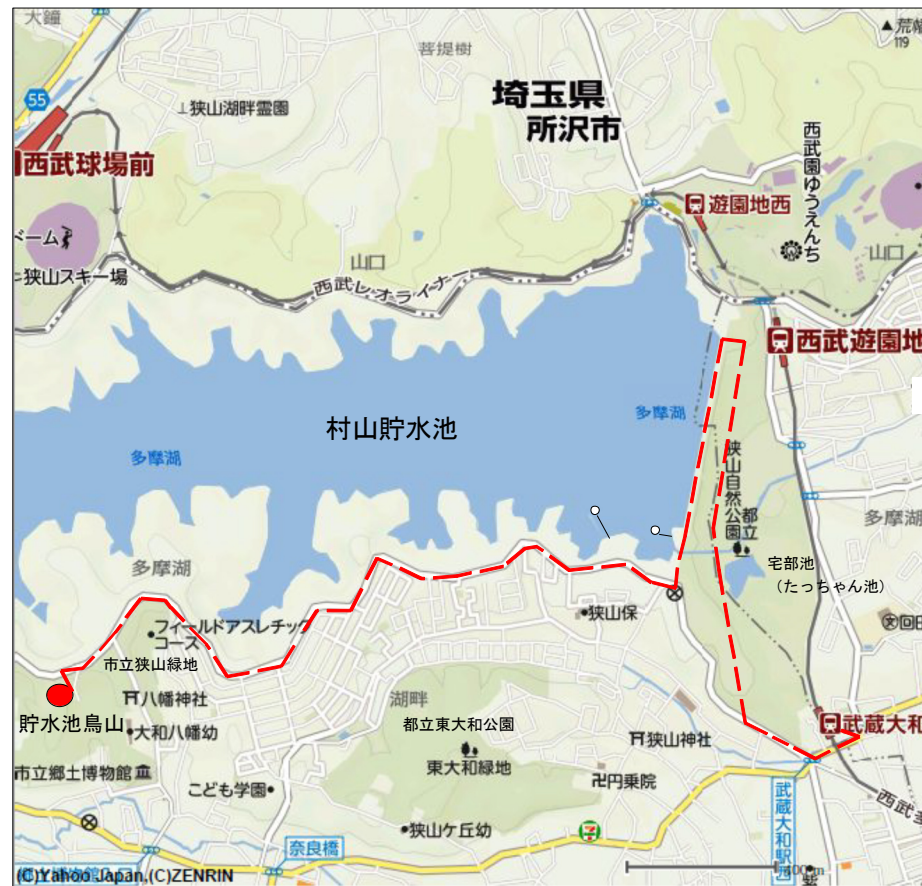 大鐘
菩提樹
荒幡
119
55
狭山湖畔霊園
埼玉県
所沢市
西武園ゆうえんち
西武球場前
遊園地西
ドーム
狭山スキー場
山口
山口
西武レオライナー
西武遊園地
村山貯水池
多摩湖
多摩湖
狭山自然公園
都立
多摩湖
宅部池
(たっちゃん池)
多摩湖
狭山保
回田
フィールドアスレチック
コース
市立狭山緑地
八幡神社
貯水池鳥山
大和八幡幼
湖畔
都立東大和公園
武蔵大和
狭山神社
東大和緑地
市立郷土博物館
円乗院
こども学園
武蔵大和駅
西武多
狭山ケ丘幼
奈良橋
(C)Yahoo Japan,(C)ZENRIN
400m